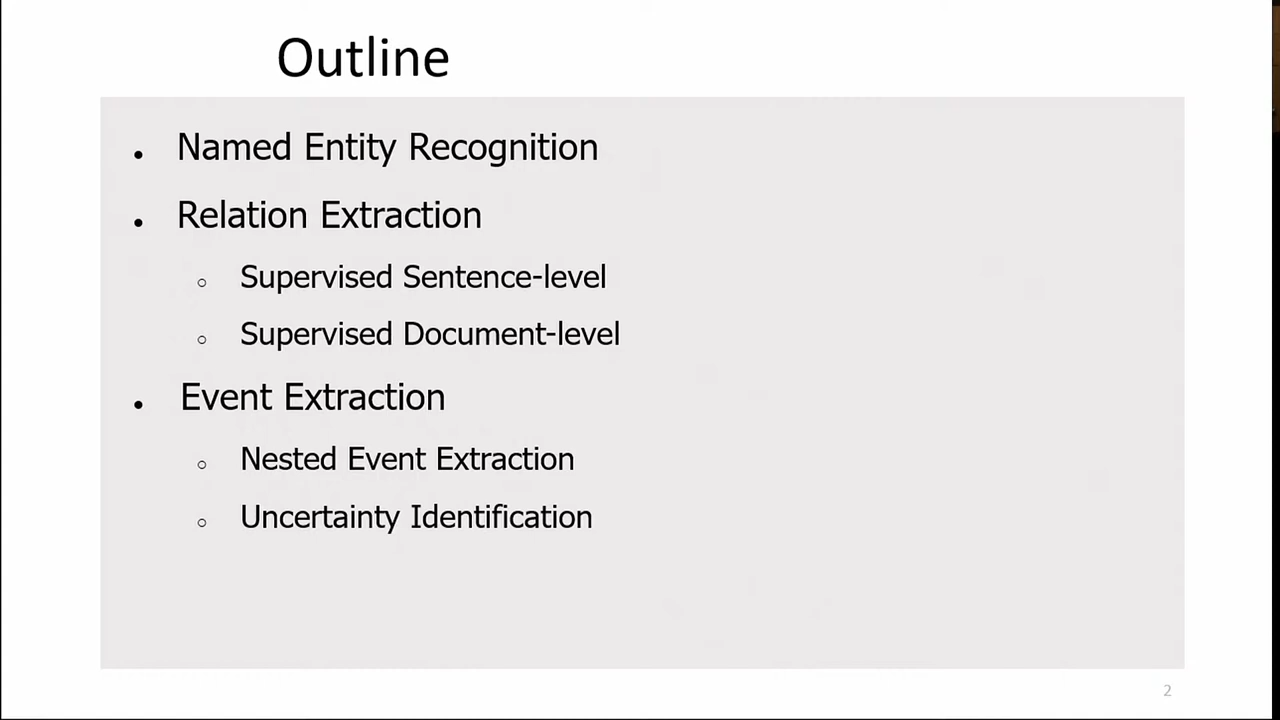 Outline
• Named Entity Recognition
• Relation Extraction
○ Supervised Sentence-level
○ Supervised Document-level
• Event Extraction
○ Nested Event Extraction
○ Uncertainty Identification
2